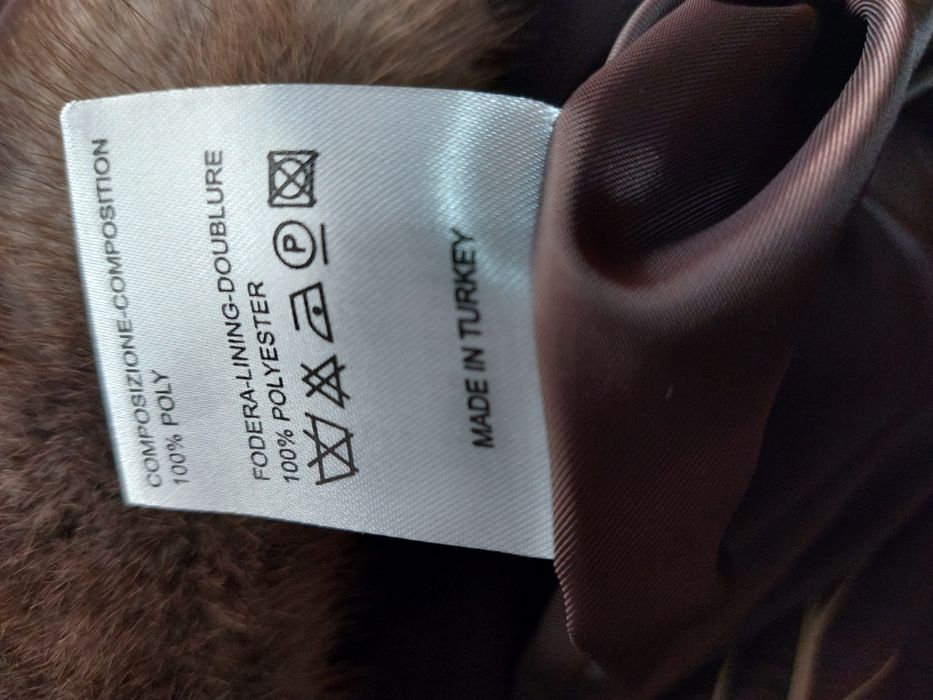 COMPOSIZIONE-COMPOSITION
100% POLY
FODERA-LINING-DOUBLURE
100% POLYESTER
P
MADE IN TURKEY